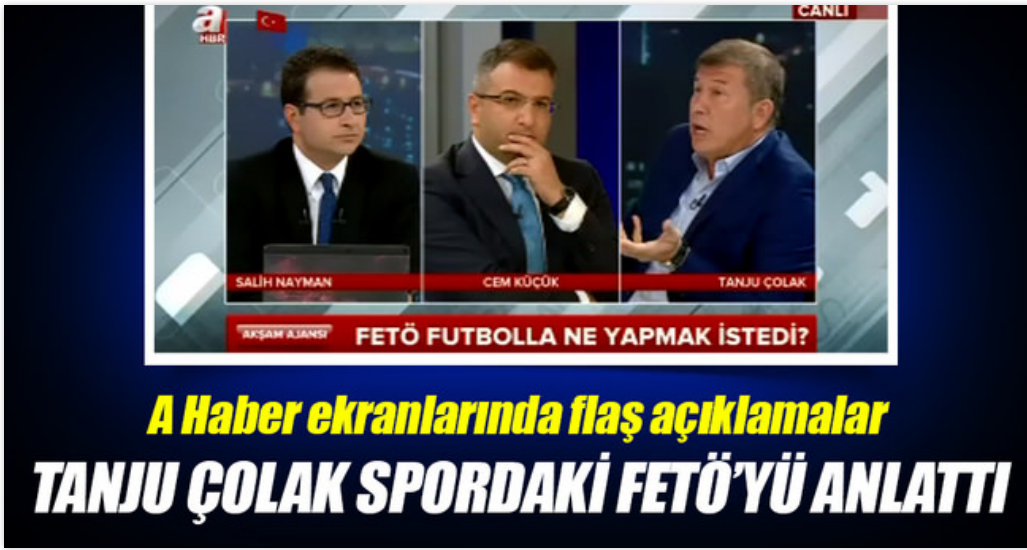 a
HBR
CANLI
SALİH NAYMAN
CEM KÜÇÜK
TANJU ÇOLAK
AKŞAM AJANSI
FETÖ FUTBOLLA NE YAPMAK İSTEDİ?
A Haber ekranlarında flaş açıklamalar
TANJU ÇOLAK SPORDAKİ FETÖ'YÜ ANLATTI